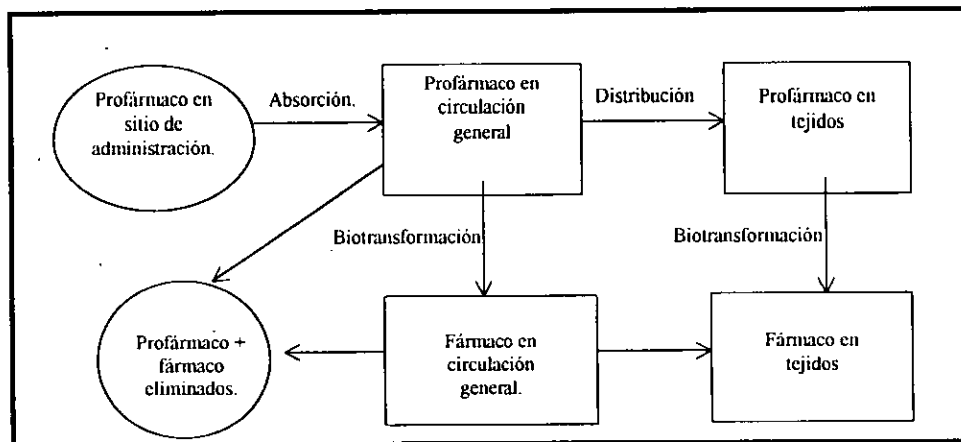 Profármaco en
sitio de
administración.
Absorción.
Profármaco en
circulación
general
Distribución
Profármaco en
tejidos
Biotransformación
Biotransformación
Profármaco +
fármaco
eliminados.
Fármaco en
circulación
general.
Fármaco en
tejidos